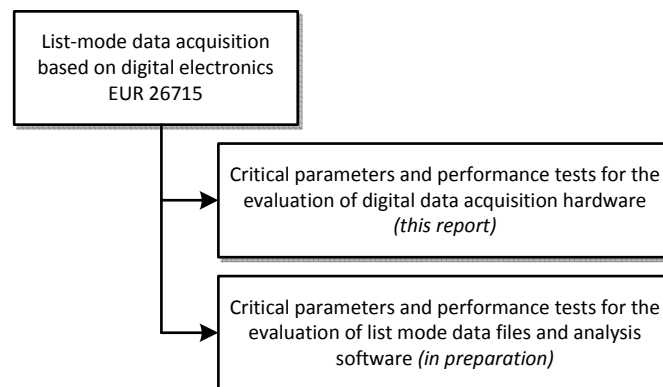 List-mode data acquisition
based on digital electronics
EUR 26715
Critical parameters and performance tests for the
evaluation of digital data acquisition hardware
(this report)
Critical parameters and performance tests for the
evaluation of list mode data files and analysis
software (in preparation)